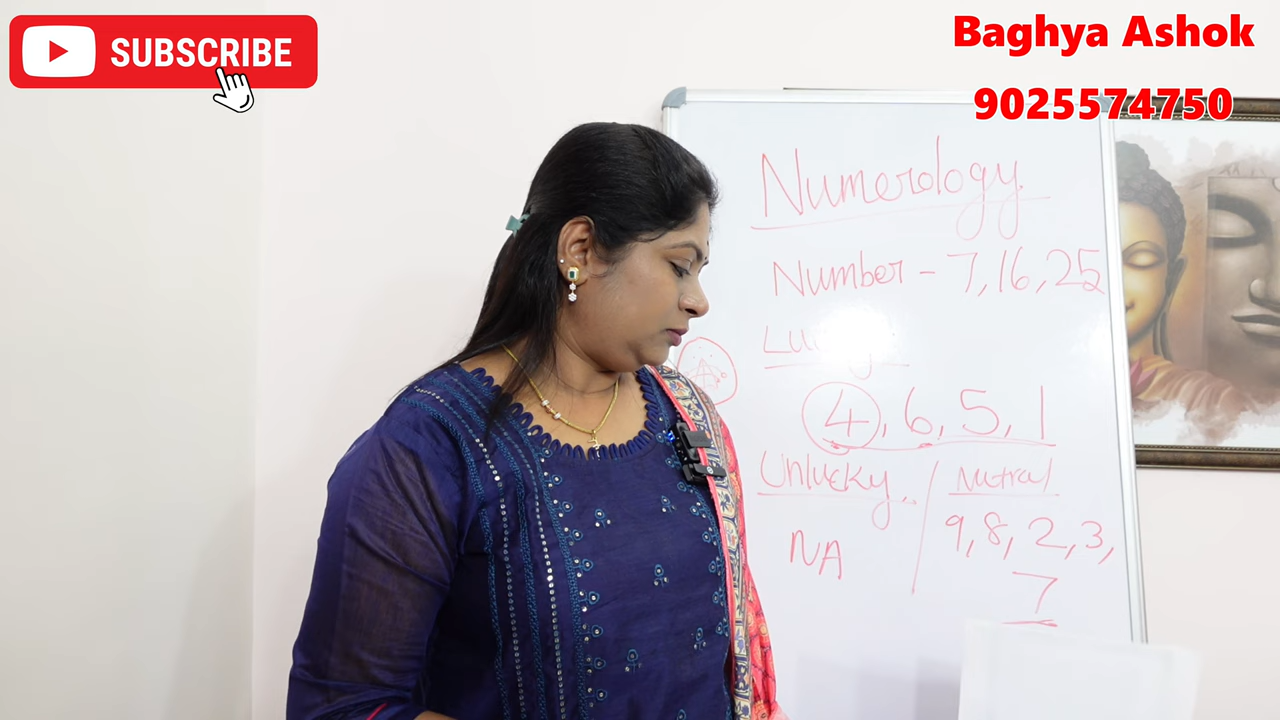 SUBSCRIBE
Baghya Ashok
9025574750
Numerology
Number - 7, 16, 25
4, 6, 5, 1
Unlucky / Nutral
NA
9, 8, 2, 3,
7